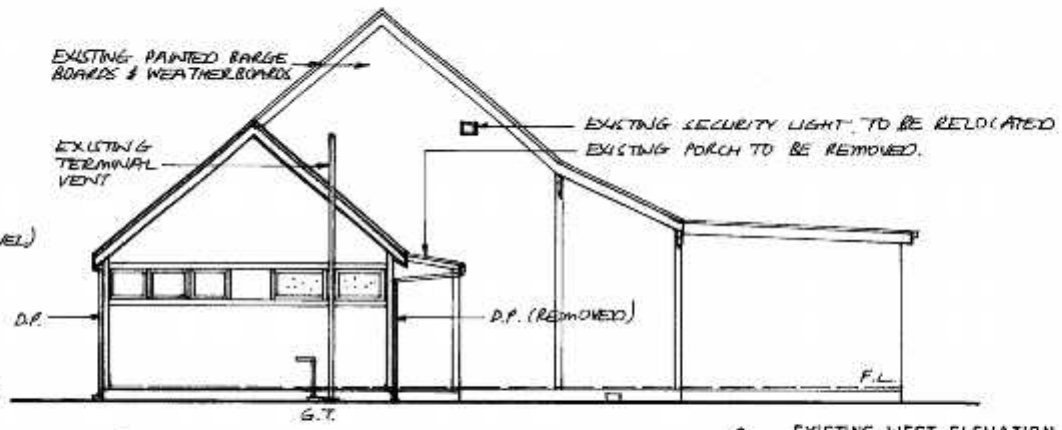 EXISTING PAINTED BARGE
BOARDS & WEATHERBOARDS
EXISTING SECURITY LIGHT TO BE RELOCATED
EXISTING PORCH TO BE REMOVED.
EXISTING
TERMINAL
VENT
D.P.
D.P. (REMOVED)
F.L.
G.T.
EXISTING WEST ELEVATION